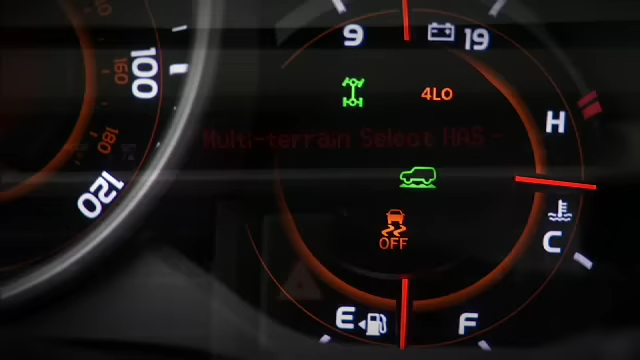 9 19
100
160
4LO
Multi-terrain Select HAS
H
180
120
C
OFF
E F